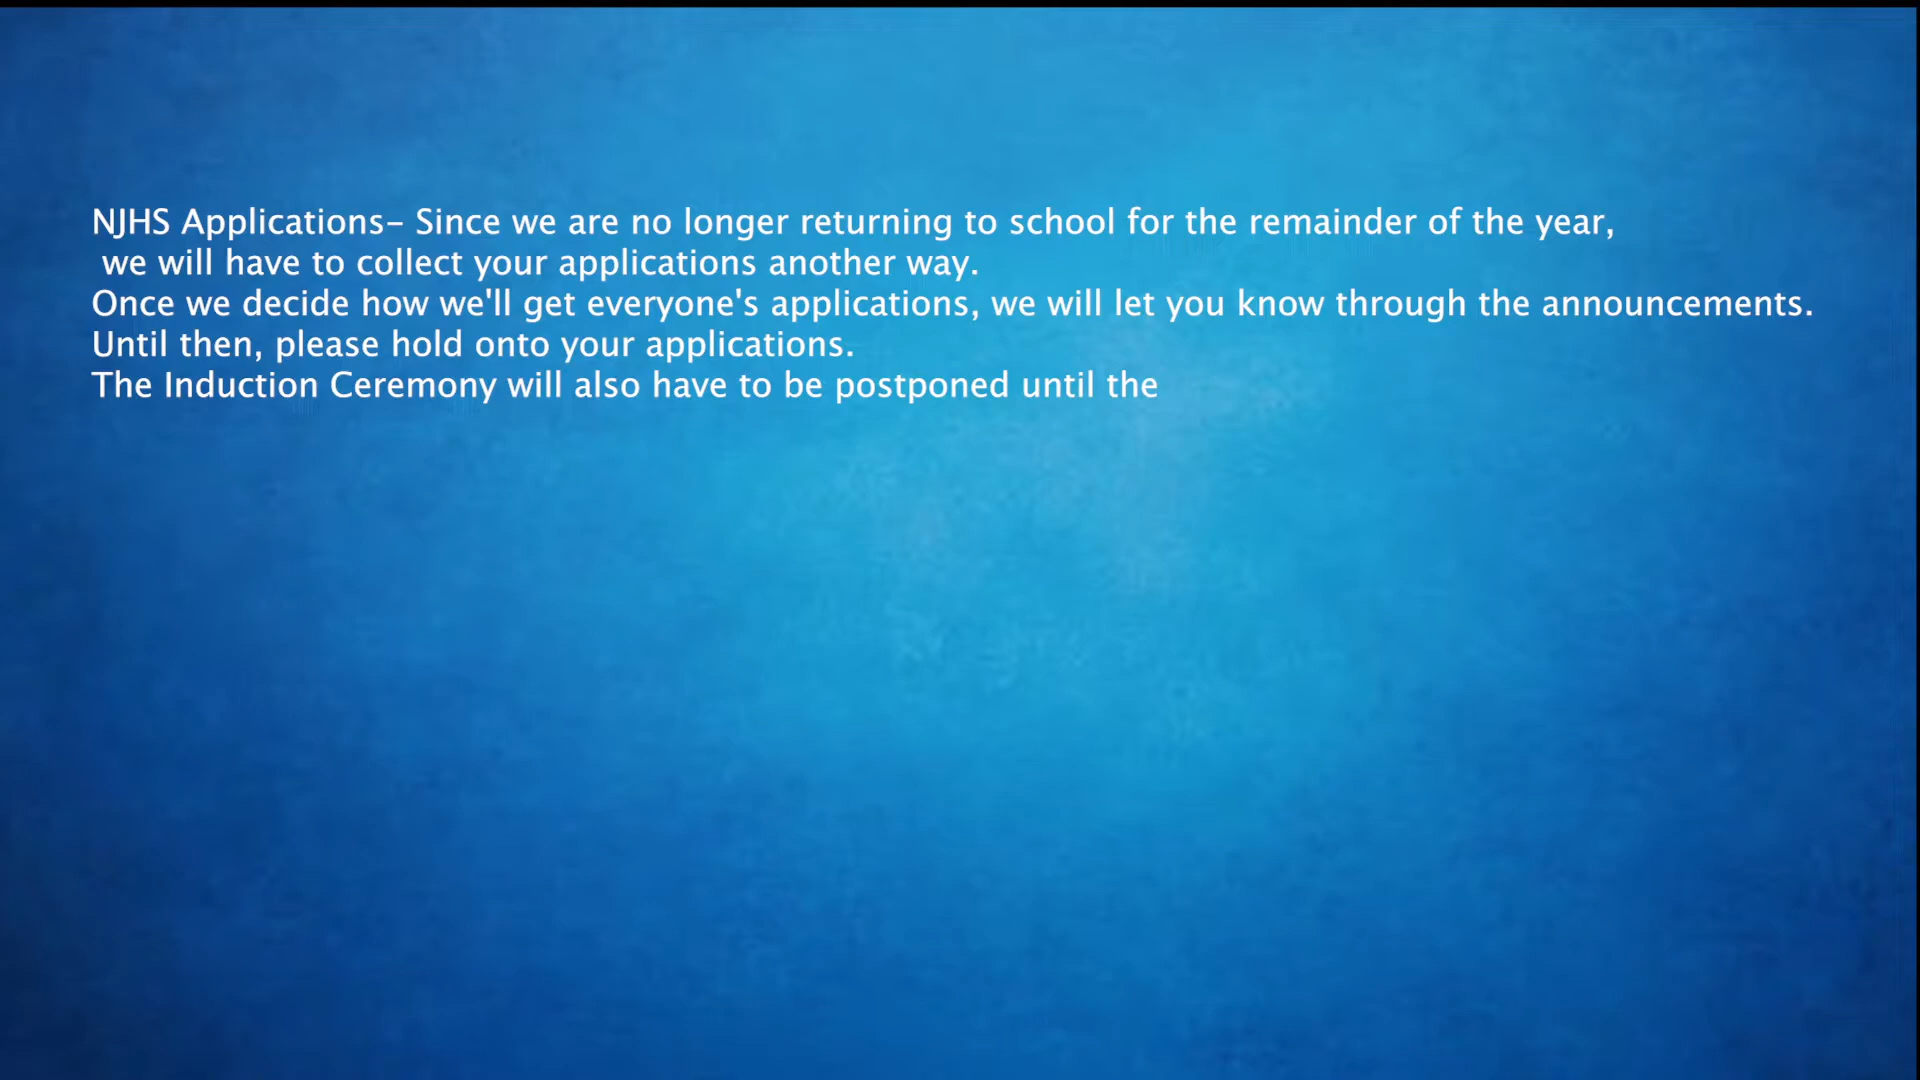 NJHS Applications- Since we are no longer returning to school for the remainder of the year,
we will have to collect your applications another way.
Once we decide how we'll get everyone's applications, we will let you know through the announcements.
Until then, please hold onto your applications.
The Induction Ceremony will also have to be postponed until the